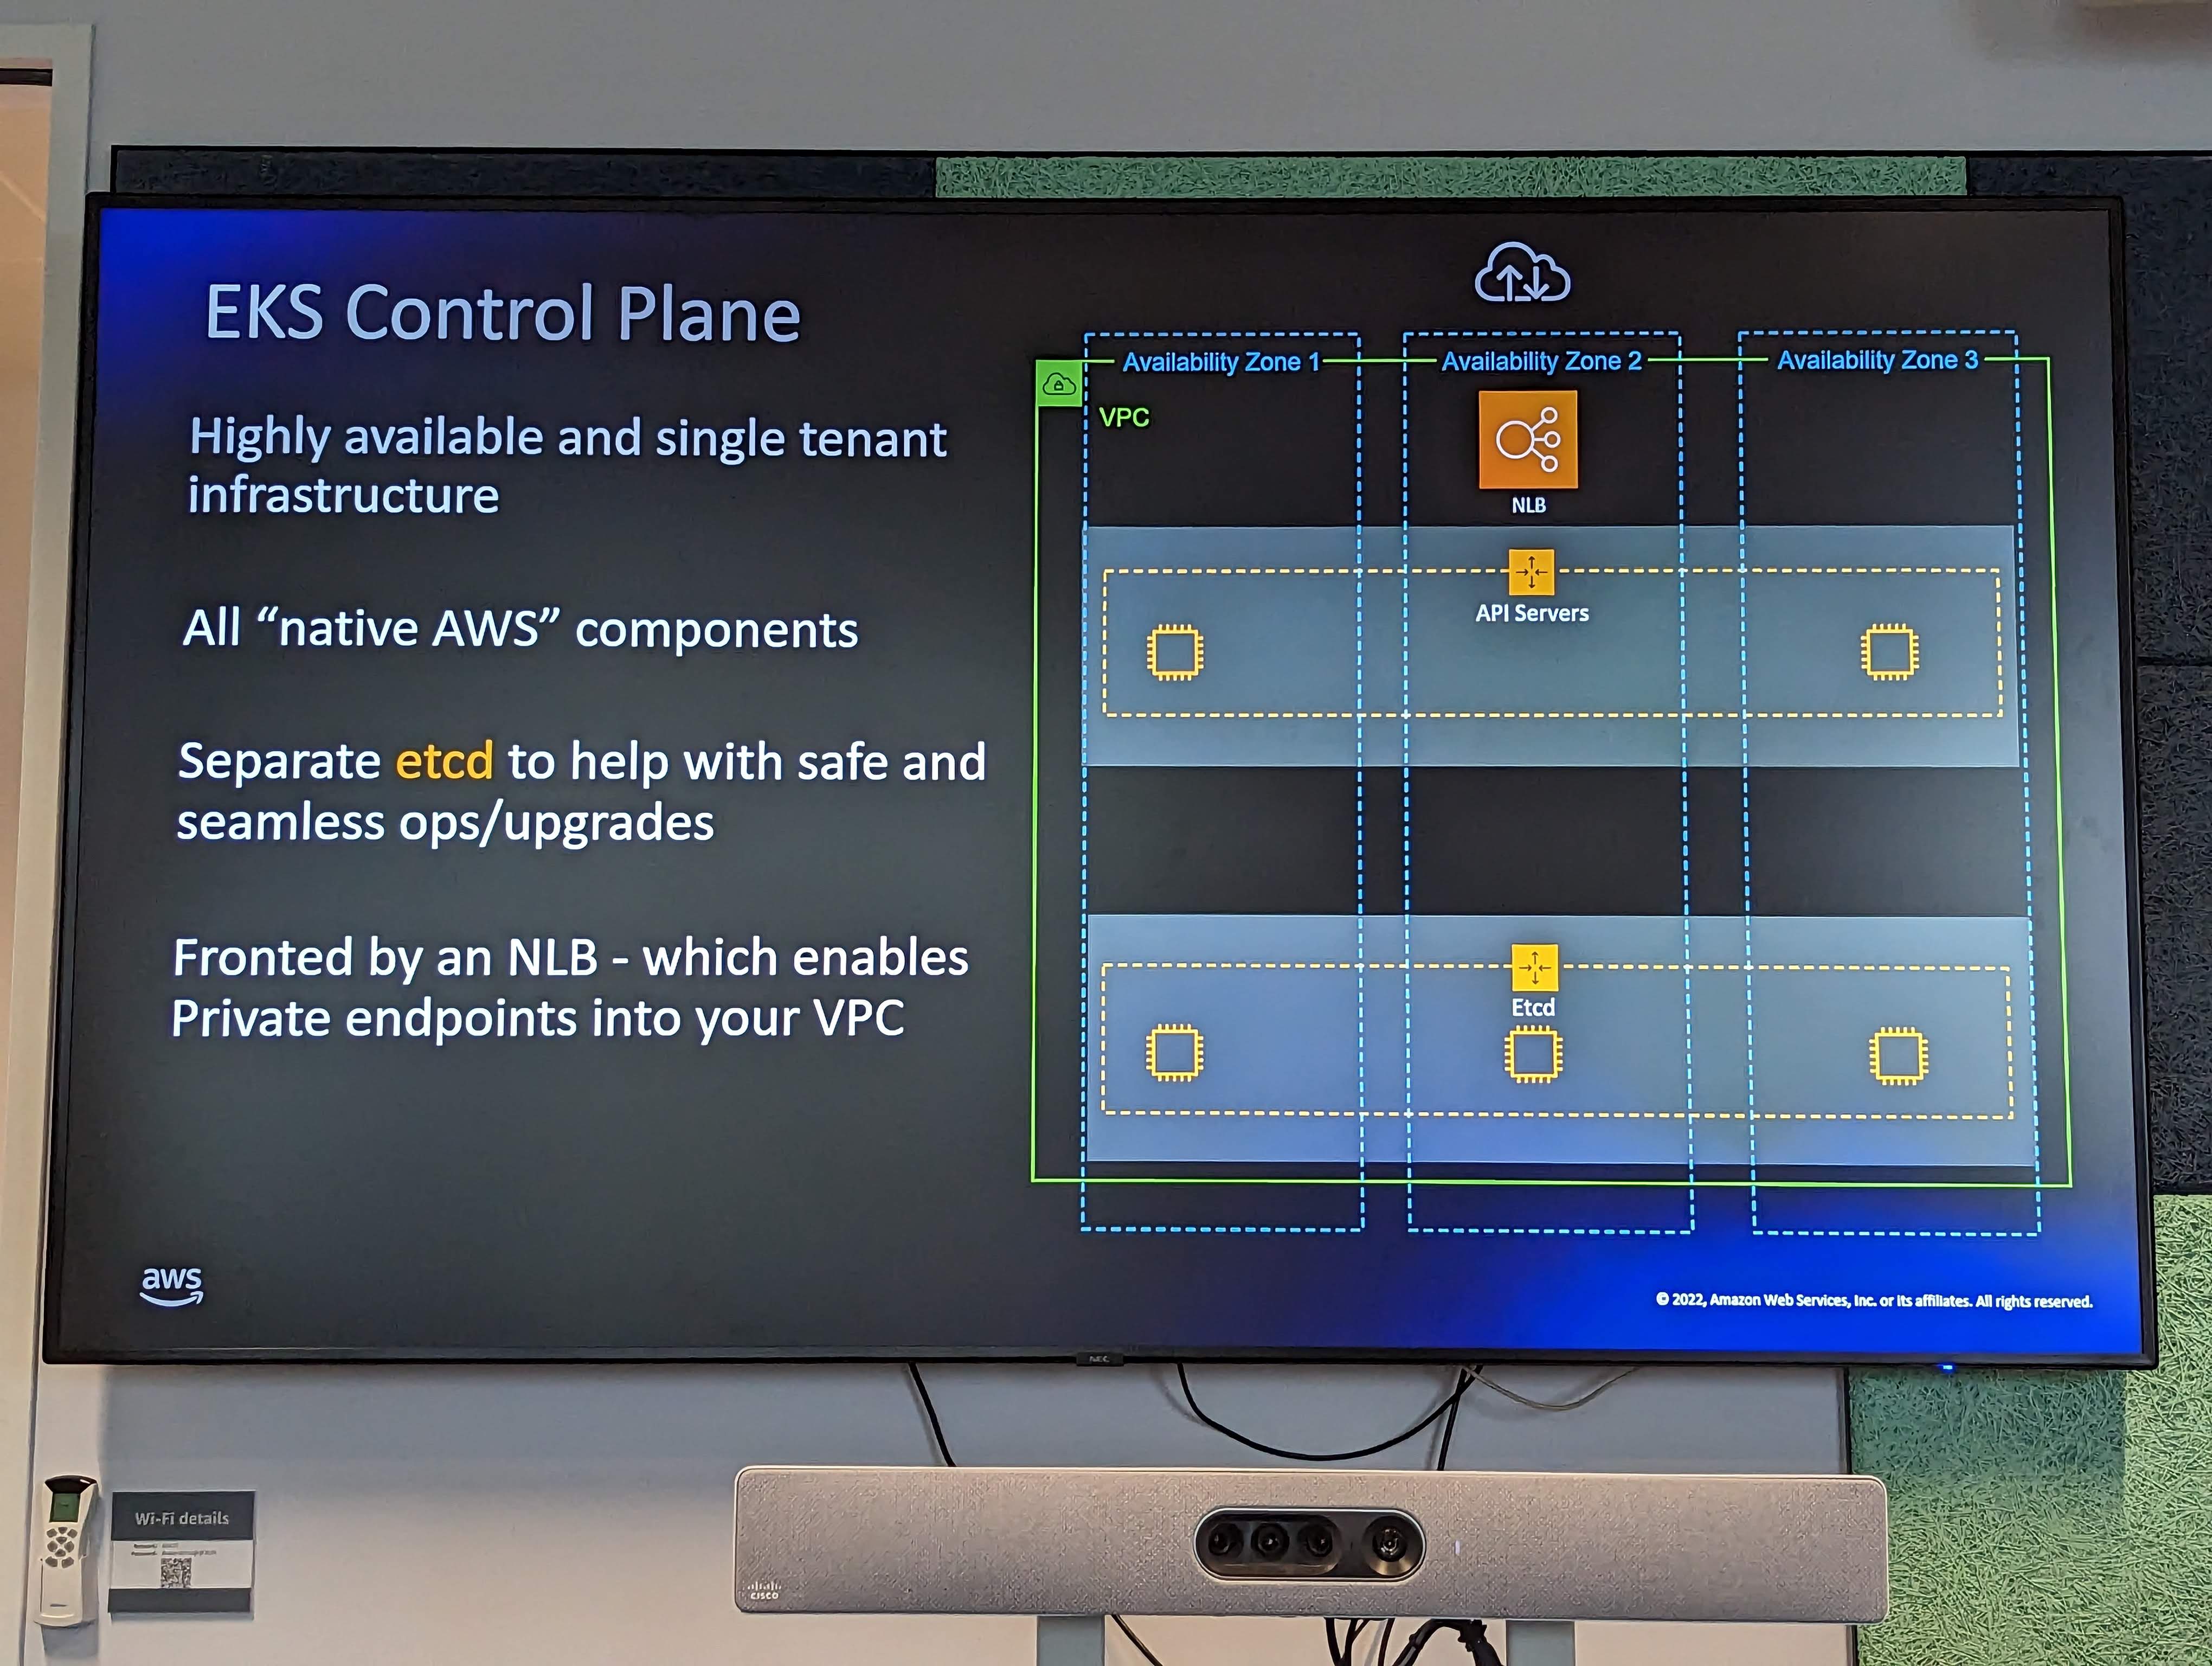 EKS Control Plane
Highly available and single tenant
infrastructure
All “native AWS” components
Separate etcd to help with safe and
seamless ops/upgrades
Fronted by an NLB - which enables
Private endpoints into your VPC
Availability Zone 1
Availability Zone 2
Availability Zone 3
VPC
NLB
API Servers
Etcd
aws
© 2022, Amazon Web Services, Inc. or its affiliates. All rights reserved.
NEC
Wi-Fi details
cisco